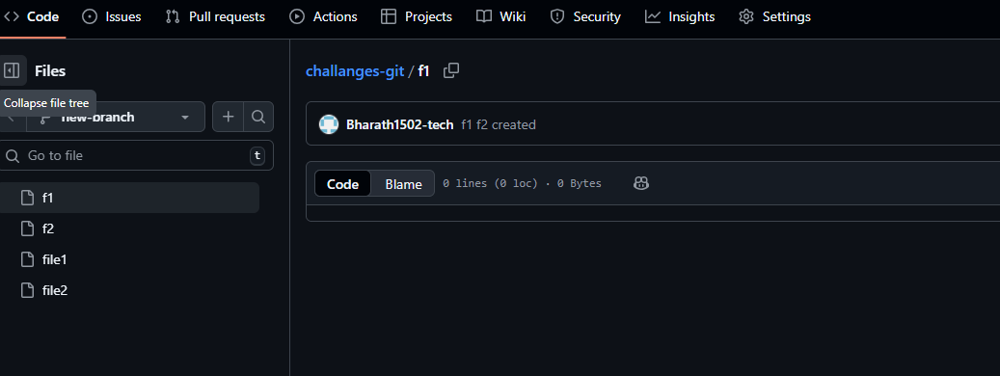 Code Issues Pull requests Actions Projects Wiki Security Insights Settings
Files
Collapse file tree
new-branch
Go to file t
f1
f2
file1
file2
challanges-git / f1
Bharath1502-tech f1 f2 created
Code Blame 0 lines (0 loc) · 0 Bytes